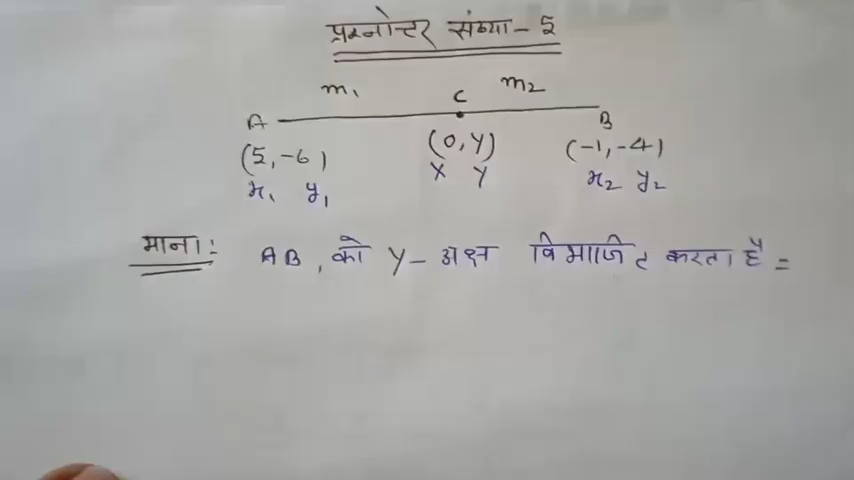 प्रश्नोत्तर संख्या - 5
m₁ C m₂
A B
(5, -6) (0, y) (-1, -4)
x₁ y₁ X Y x₂ y₂
माना: AB, को y - अक्ष विभाजित करता है =